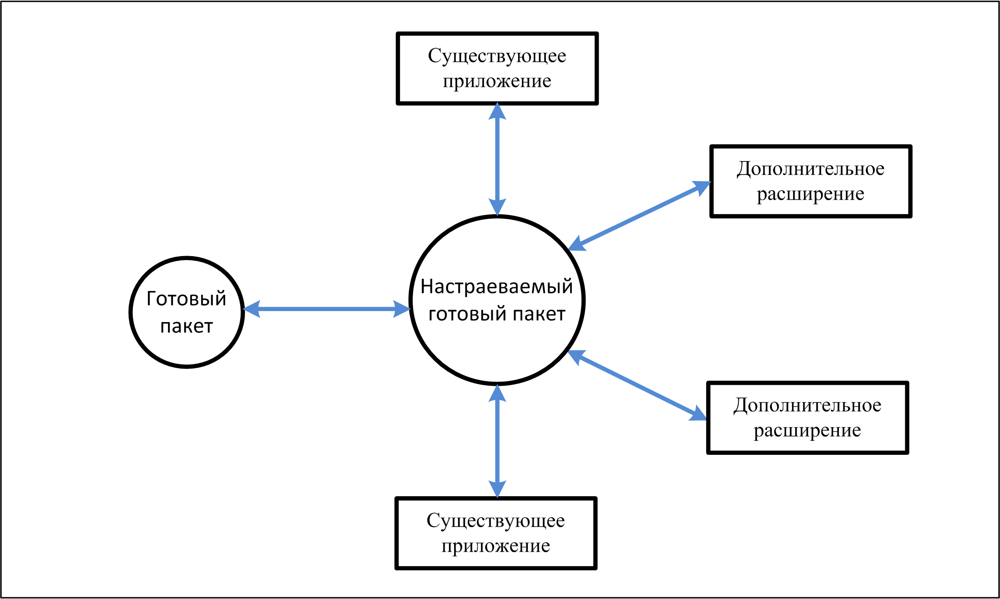 Существующее
приложение
Дополнительное
расширение
Готовый
пакет
Настраеваемый
готовый пакет
Дополнительное
расширение
Существующее
приложение